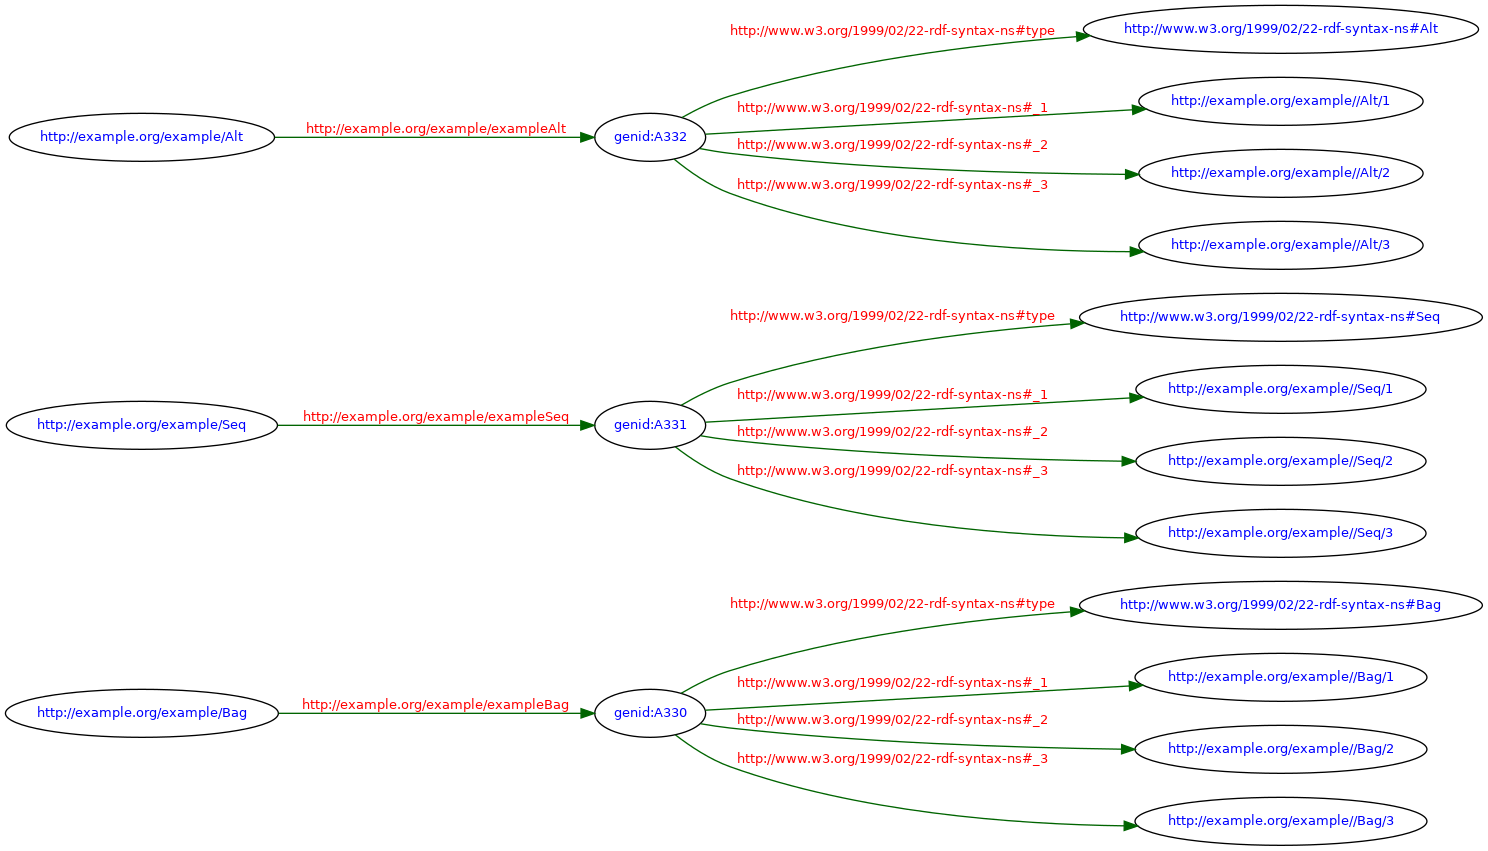 http://www.w3.org/1999/02/22-rdf-syntax-ns#type
http://www.w3.org/1999/02/22-rdf-syntax-ns#Alt
http://www.w3.org/1999/02/22-rdf-syntax-ns#_1
http://example.org/example//Alt/1
http://example.org/example/Alt
http://example.org/example/exampleAlt
genid:A332
http://www.w3.org/1999/02/22-rdf-syntax-ns#_2
http://example.org/example//Alt/2
http://www.w3.org/1999/02/22-rdf-syntax-ns#_3
http://example.org/example//Alt/3
http://www.w3.org/1999/02/22-rdf-syntax-ns#type
http://www.w3.org/1999/02/22-rdf-syntax-ns#Seq
http://www.w3.org/1999/02/22-rdf-syntax-ns#_1
http://example.org/example//Seq/1
http://example.org/example/Seq
http://example.org/example/exampleSeq
genid:A331
http://www.w3.org/1999/02/22-rdf-syntax-ns#_2
http://example.org/example//Seq/2
http://www.w3.org/1999/02/22-rdf-syntax-ns#_3
http://example.org/example//Seq/3
http://www.w3.org/1999/02/22-rdf-syntax-ns#type
http://www.w3.org/1999/02/22-rdf-syntax-ns#Bag
http://www.w3.org/1999/02/22-rdf-syntax-ns#_1
http://example.org/example//Bag/1
http://example.org/example/Bag
http://example.org/example/exampleBag
genid:A330
http://www.w3.org/1999/02/22-rdf-syntax-ns#_2
http://example.org/example//Bag/2
http://www.w3.org/1999/02/22-rdf-syntax-ns#_3
http://example.org/example//Bag/3